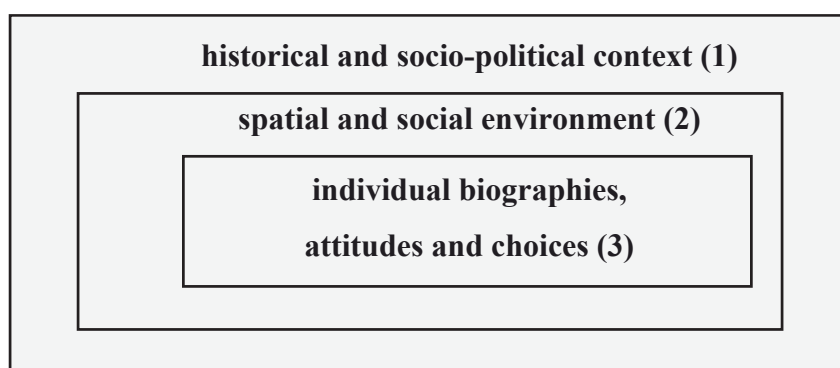 historical and socio-political context (1)
spatial and social environment (2)
individual biographies,
attitudes and choices (3)